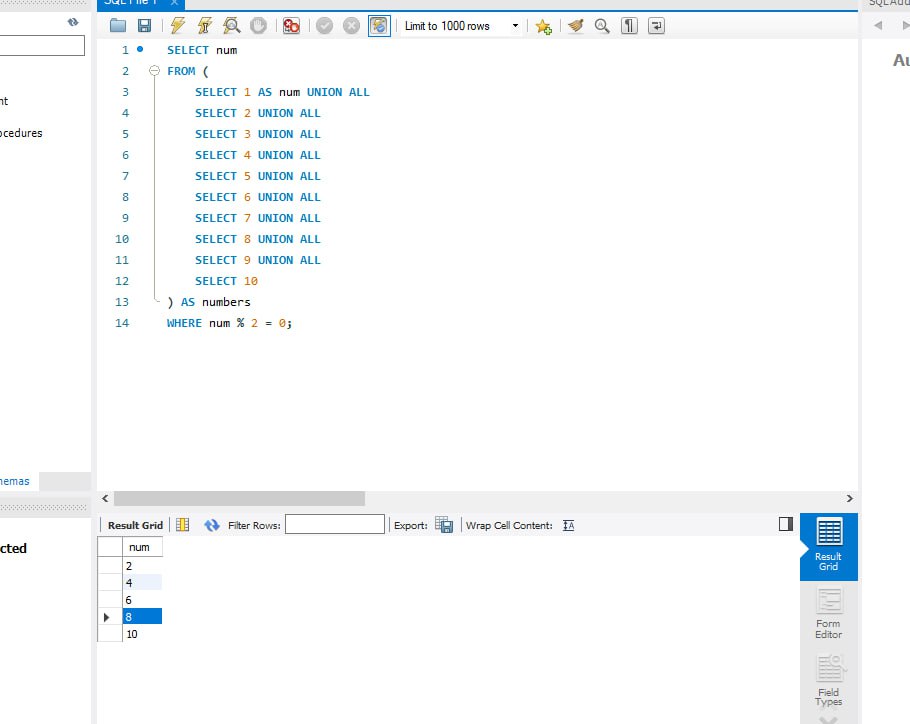 SQL File 1
SQLAdd
Limit to 1000 rows
Au
nt
ocedures
1 SELECT num
2 FROM (
3 SELECT 1 AS num UNION ALL
4 SELECT 2 UNION ALL
5 SELECT 3 UNION ALL
6 SELECT 4 UNION ALL
7 SELECT 5 UNION ALL
8 SELECT 6 UNION ALL
9 SELECT 7 UNION ALL
10 SELECT 8 UNION ALL
11 SELECT 9 UNION ALL
12 SELECT 10
13 ) AS numbers
14 WHERE num % 2 = 0;
hemas
cted
Result Grid Filter Rows: Export: Wrap Cell Content:
num
2
4
6
8
10
Result
Grid
Form
Editor
Field
Types